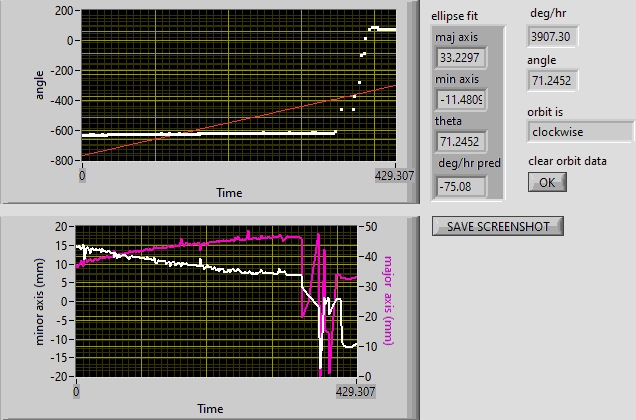 200
0
-200
-400
-600
-800
angle
0
429.307
Time
ellipse fit
maj axis
33.2297
min axis
-11.4809
theta
71.2452
deg/hr pred
-75.08
deg/hr
3907.30
angle
71.2452
orbit is
clockwise
clear orbit data
OK
SAVE SCREENSHOT
20
15
10
5
0
-5
-10
-15
-20
minor axis (mm)
50
40
30
20
10
0
major axis (mm)
0
429.307
Time